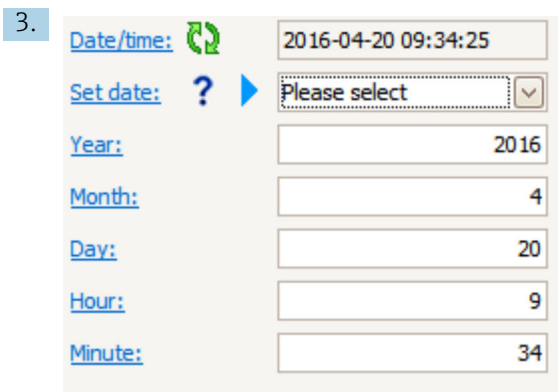 3.
Date/time: 2016-04-20 09:34:25
Set date: ? Please select
Year: 2016
Month: 4
Day: 20
Hour: 9
Minute: 34